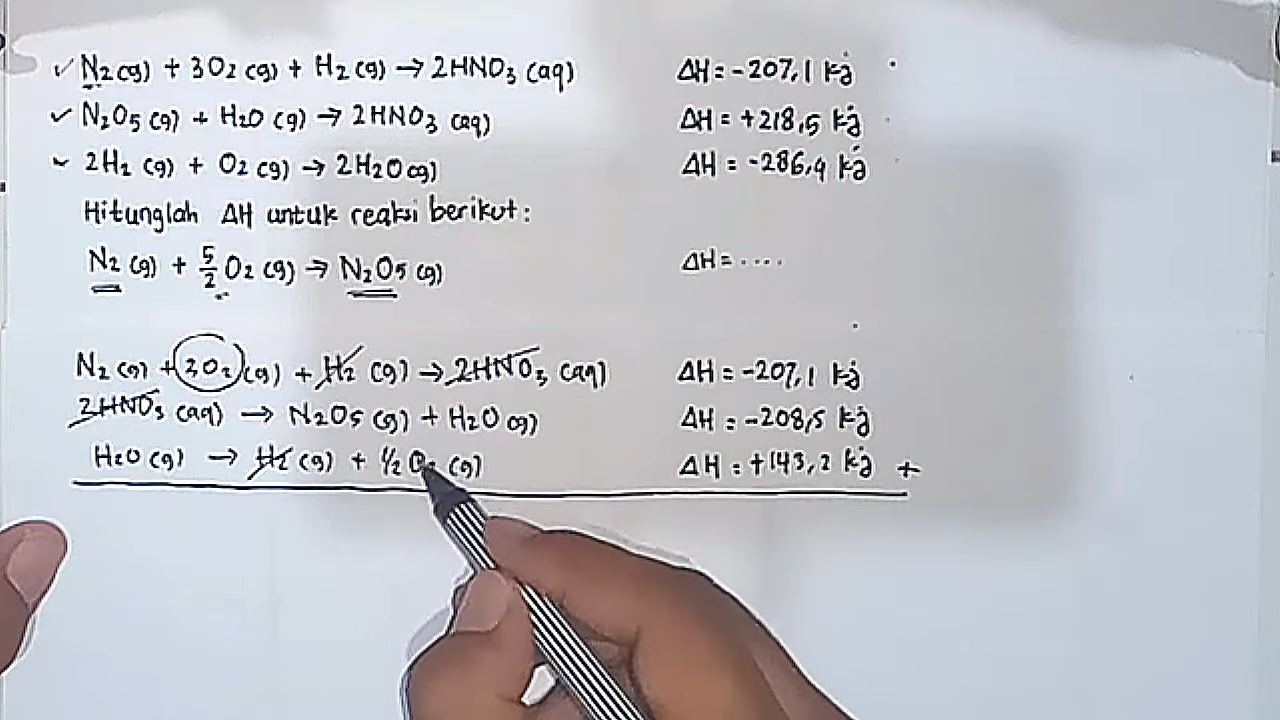 ✓ N2(g) + 3O2(g) + H2(g) → 2HNO3(aq) ΔH = -207,1 kj
✓ N2O5(g) + H2O(g) → 2HNO3(aq) ΔH = +218,5 kj
✓ 2H2(g) + O2(g) → 2H2O(g) ΔH = -286,4 kj
Hitunglah ΔH untuk reaksi berikut:
N2(g) + 5/2 O2(g) → N2O5(g) ΔH = ....
N2(g) + 3O2(g) + H2(g) → 2HNO3(aq) ΔH = -207,1 kj
2HNO3(aq) → N2O5(g) + H2O(g) ΔH = -208,5 kj
H2O(g) → H2(g) + 1/2 O2(g) ΔH = +143,2 kj +